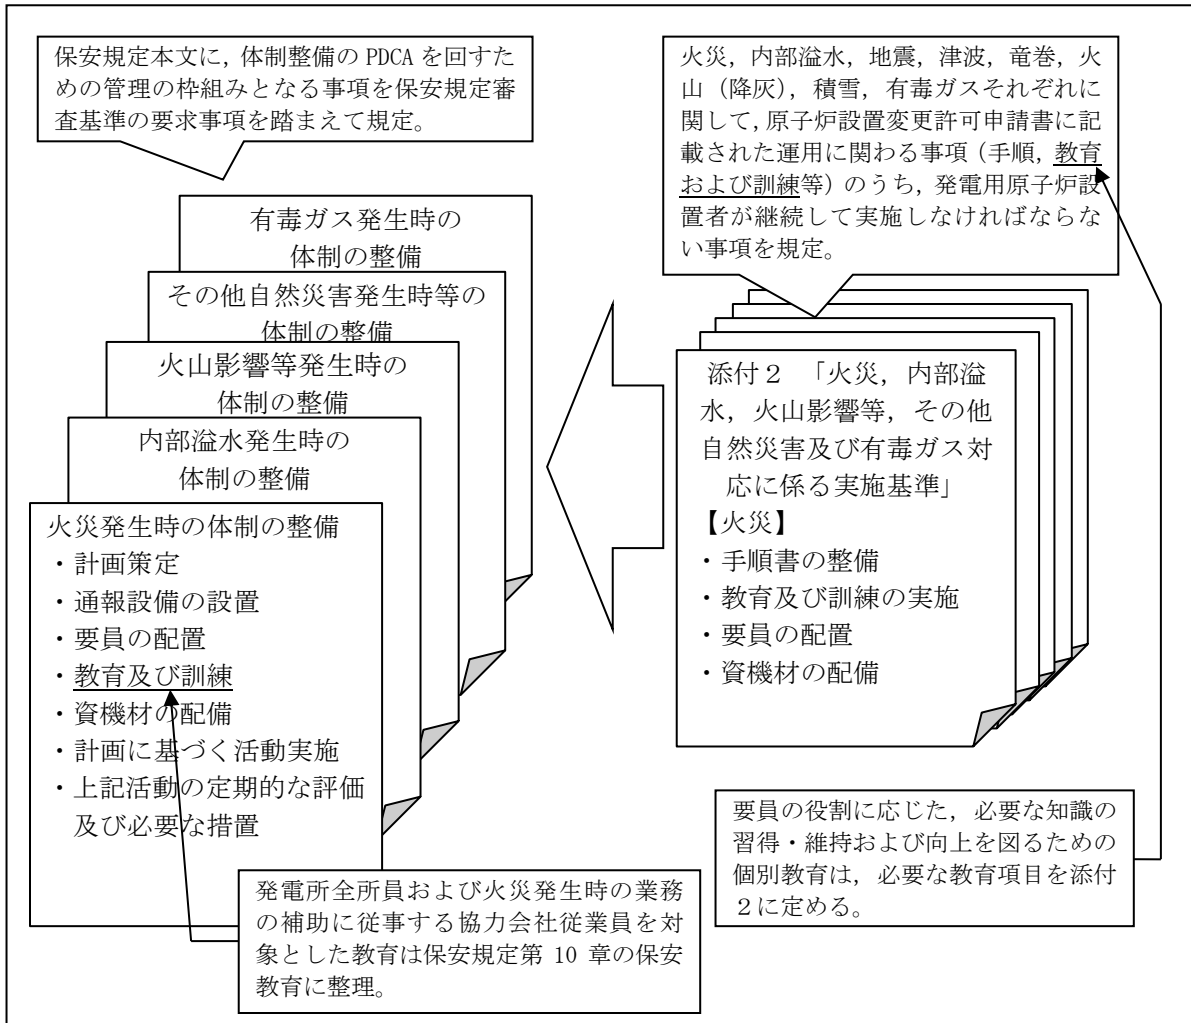 保安規定本文に，体制整備の PDCA を回すた
めの管理の枠組みとなる事項を保安規定審
査基準の要求事項を踏まえて規定。
有毒ガス発生時の
体制の整備
その他自然災害発生時等の
体制の整備
火山影響等発生時の
体制の整備
内部溢水発生時の
体制の整備
火災発生時の体制の整備
・計画策定
・通報設備の設置
・要員の配置
・教育及び訓練
・資機材の配備
・計画に基づく活動実施
・上記活動の定期的な評価
及び必要な措置
発電所全所員および火災発生時の業務
の補助に従事する協力会社従業員を対
象とした教育は保安規定第 10 章の保安
教育に整理。
火災，内部溢水，地震，津波，竜巻，火
山（降灰），積雪，有毒ガスそれぞれに
関して，原子炉設置変更許可申請書に記
載された運用に関わる事項（手順，教育
および訓練等）のうち，発電用原子炉設
置者が継続して実施しなければならな
い事項を規定。
添付２ 「火災，内部溢
水，火山影響等，その他
自然災害及び有毒ガス対
応に係る実施基準」
【火災】
・手順書の整備
・教育及び訓練の実施
・要員の配置
・資機材の配備
要員の役割に応じた，必要な知識の
習得・維持および向上を図るための
個別教育は，必要な教育項目を添付
２に定める。